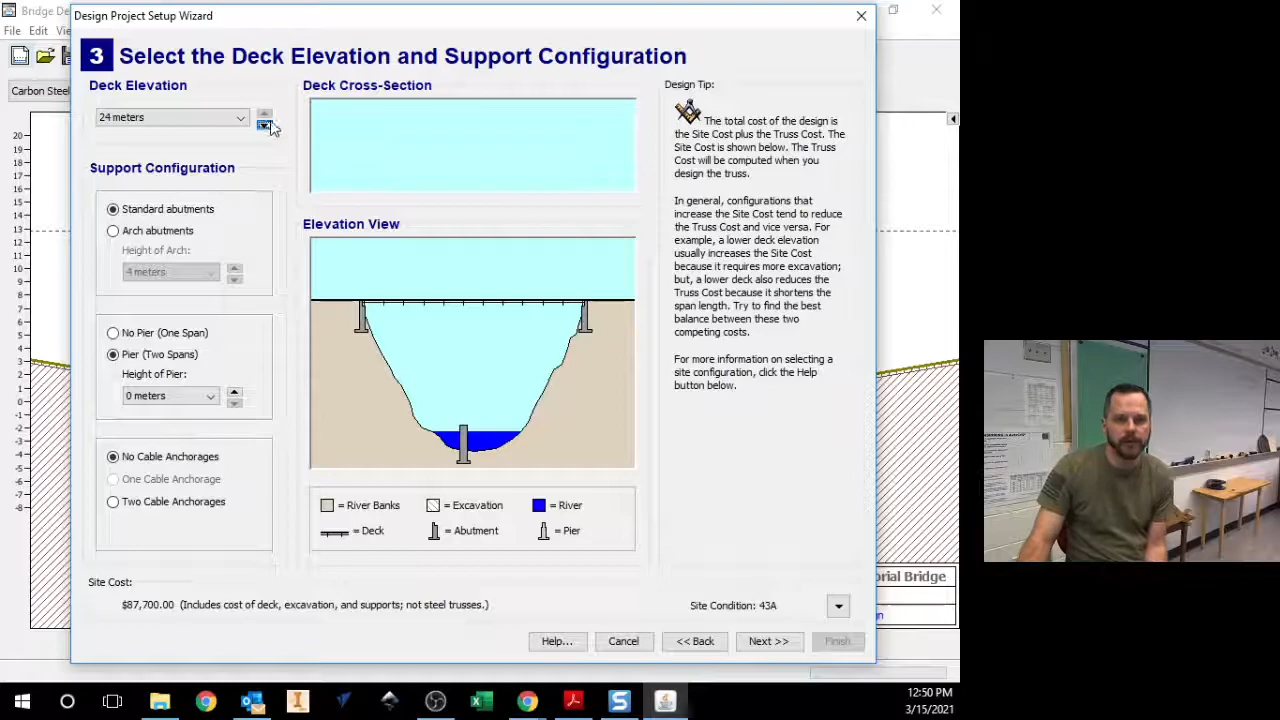 Bridge De
File Edit Vie
Carbon Steel
20
19
18
17
16
15
14
13
12
11
10
9
8
7
6
5
4
3
2
1
0
-1
-2
-3
-4
-5
-6
-7
-8
Design Project Setup Wizard
3 Select the Deck Elevation and Support Configuration
Deck Elevation
24 meters
Support Configuration
Standard abutments
Arch abutments
Height of Arch:
4 meters
No Pier (One Span)
Pier (Two Spans)
Height of Pier:
0 meters
No Cable Anchorages
One Cable Anchorage
Two Cable Anchorages
Deck Cross-Section
Elevation View
= River Banks = Excavation = River
= Deck = Abutment = Pier
Design Tip:
The total cost of the design
is the Site Cost plus the Truss Cost. The
Site Cost is shown below. The Truss
Cost will be computed when you
design the truss.
In general, configurations that
increase the Site Cost tend to reduce
the Truss Cost and vice versa. For
example, a lower deck elevation
usually increases the Site Cost
because it requires more excavation;
but, a lower deck also reduces the
Truss Cost because it shortens the
span length. Try to find the best
balance between these two
competing costs.
For more information on selecting a
site configuration, click the Help
button below.
Site Cost:
$87,700.00 (Includes cost of deck, excavation, and supports; not steel trusses.)
Site Condition: 43A
Help... Cancel << Back Next >> Finish
orial Bridge
gn
12:50 PM
3/15/2021